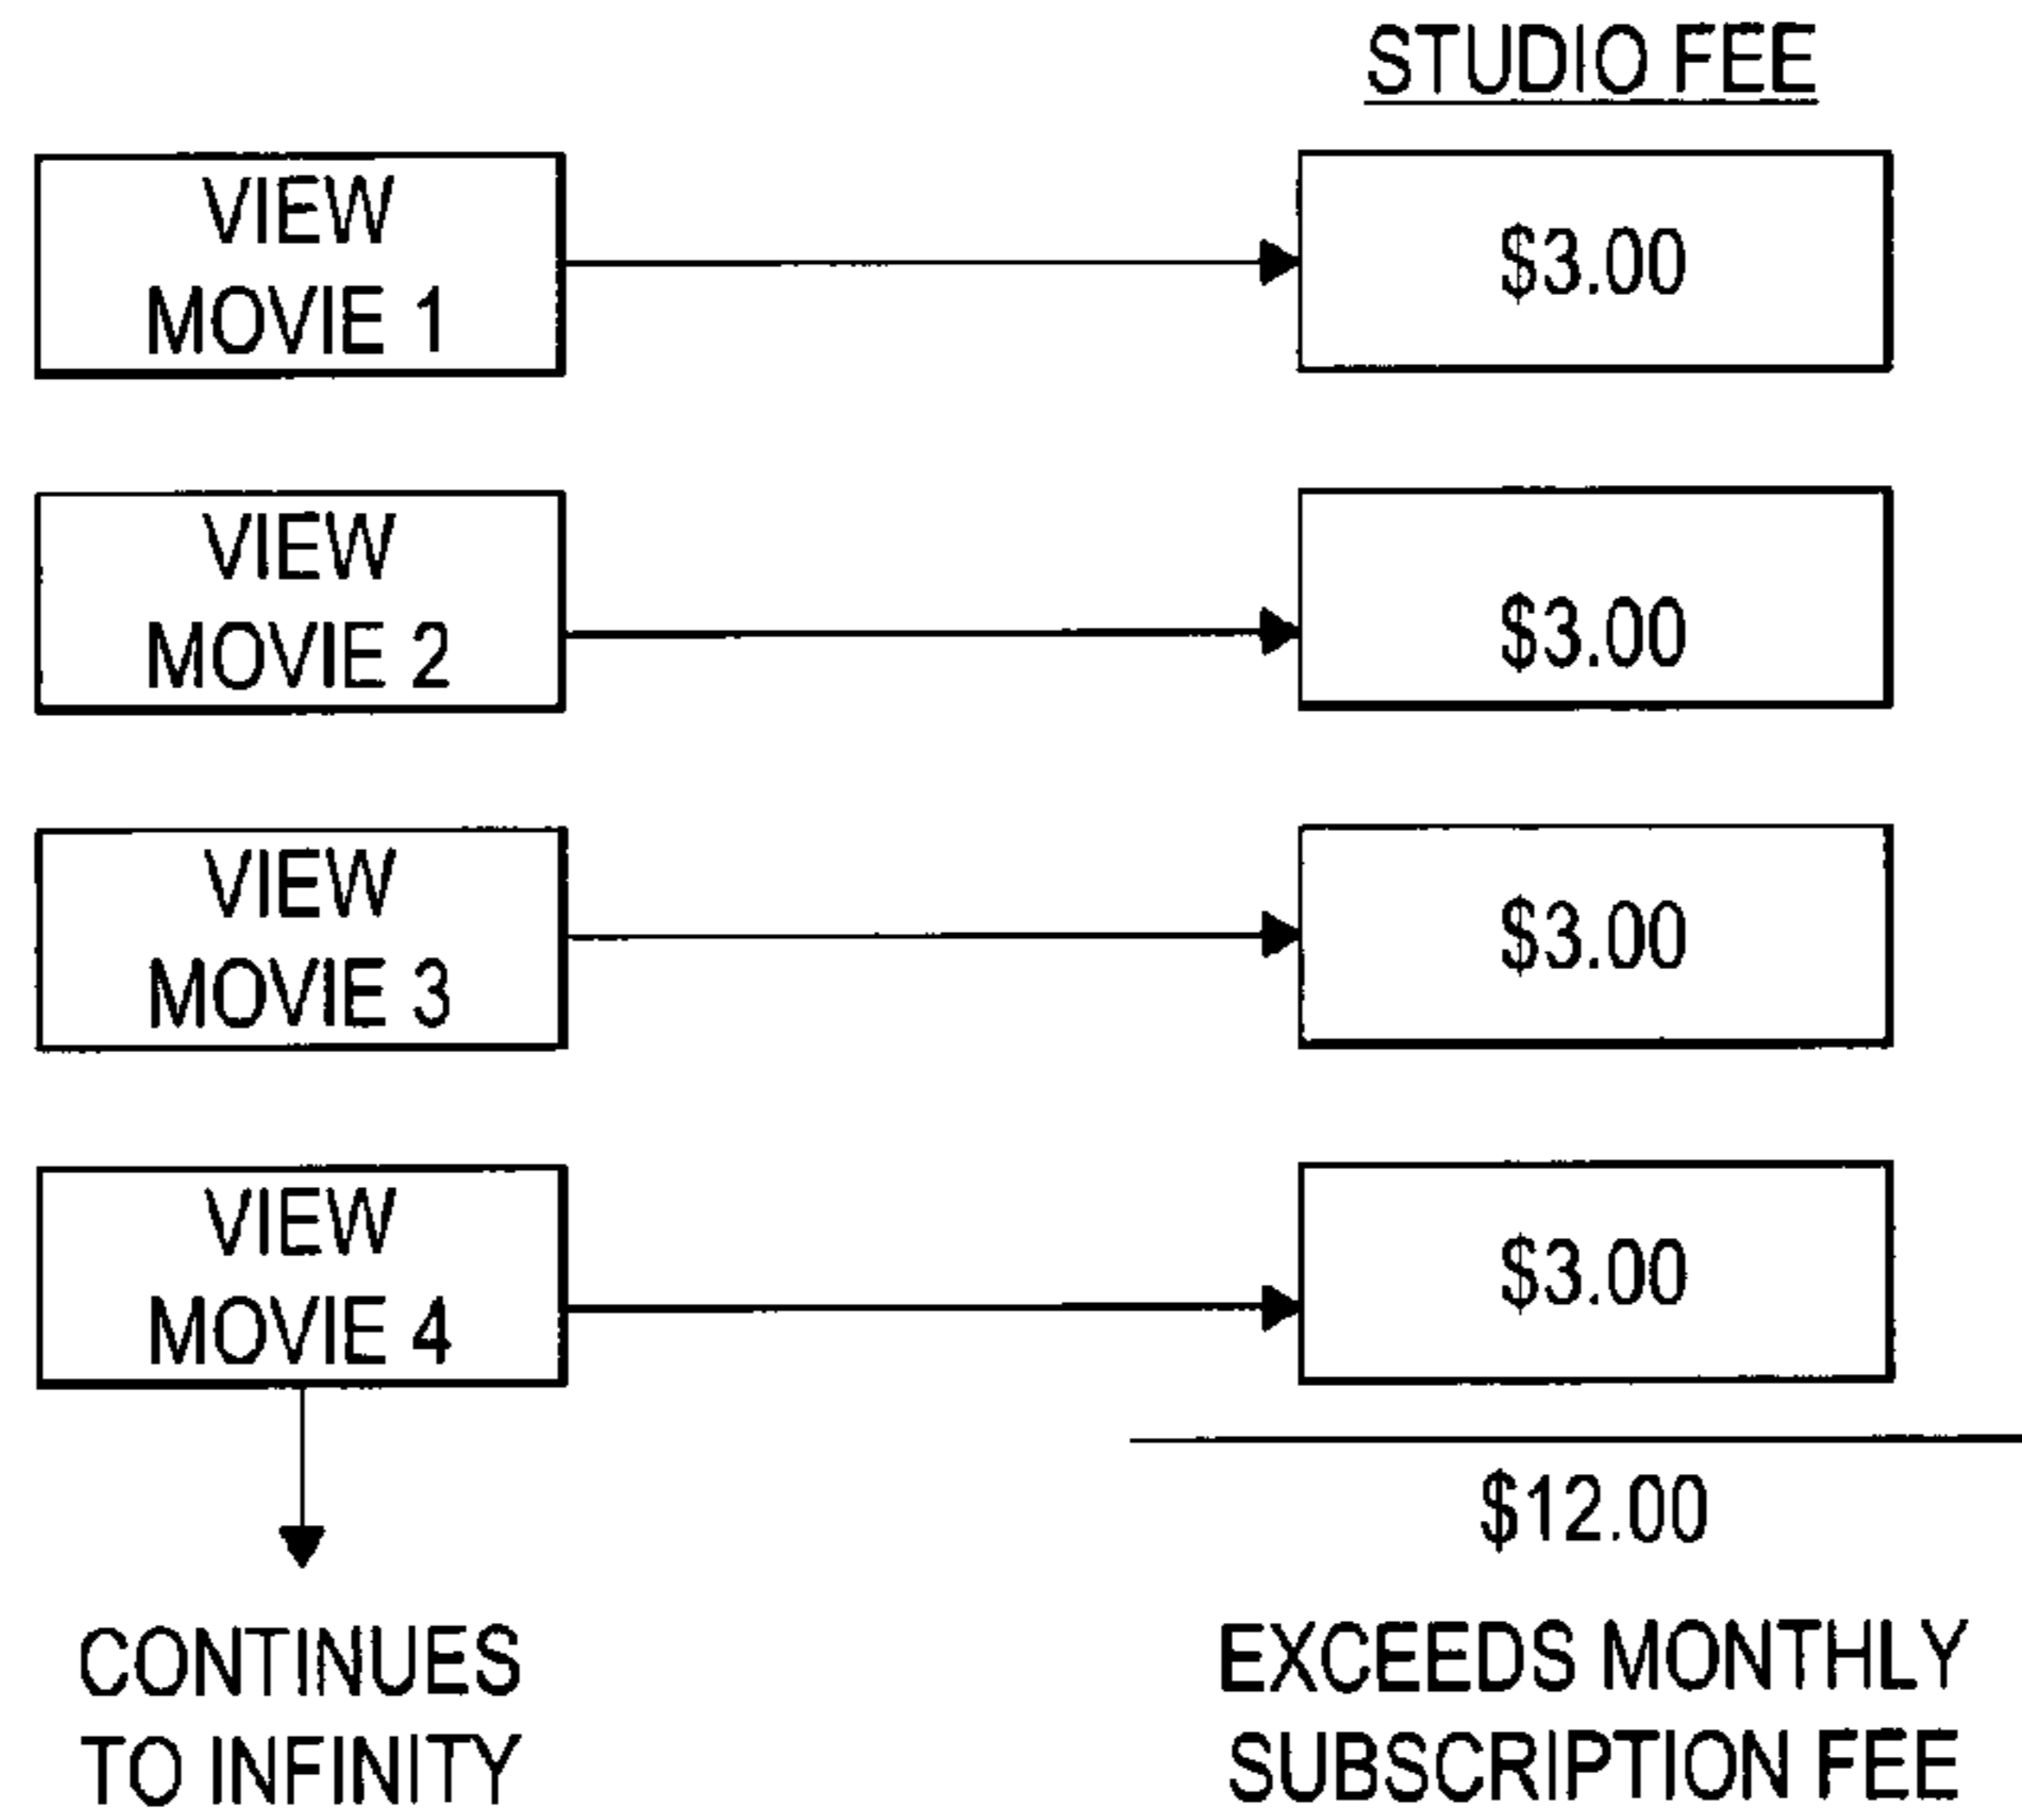 STUDIO FEE
VIEW
MOVIE 1
$3.00
VIEW
MOVIE 2
$3.00
VIEW
MOVIE 3
$3.00
VIEW
MOVIE 4
$3.00
$12.00
CONTINUES
TO INFINITY
EXCEEDS MONTHLY
SUBSCRIPTION FEE